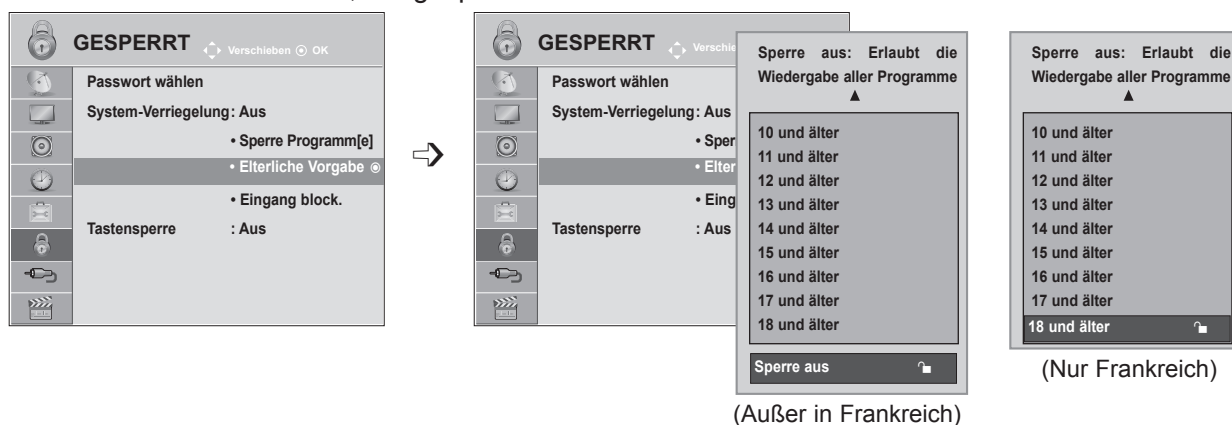 GESPERRT Verschieben OK
Passwort wählen
System-Verriegelung: Aus
• Sperre Programm[e]
• Elterliche Vorgabe
• Eingang block.
Tastensperre : Aus
GESPERRT Verschie
Passwort wählen
System-Verriegelung: Aus
• Sper
• Elter
• Eing
Tastensperre : Aus
Sperre aus: Erlaubt die
Wiedergabe aller Programme
10 und älter
11 und älter
12 und älter
13 und älter
14 und älter
15 und älter
16 und älter
17 und älter
18 und älter
Sperre aus
(Außer in Frankreich)
Sperre aus: Erlaubt die
Wiedergabe aller Programme
10 und älter
11 und älter
12 und älter
13 und älter
14 und älter
15 und älter
16 und älter
17 und älter
18 und älter
(Nur Frankreich)